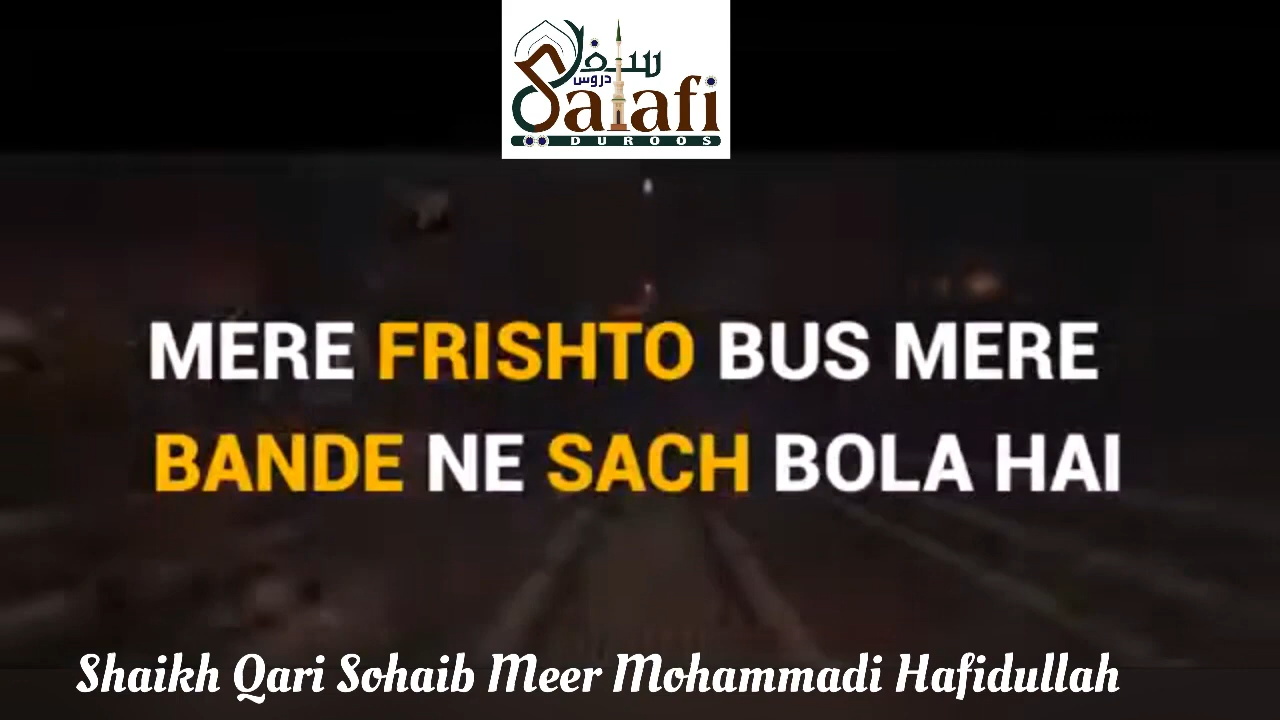 سلفی
دروس
Salafi
DUROOS
MERE FRISHTO BUS MERE
BANDE NE SACH BOLA HAI
Shaikh Qari Sohaib Meer Mohammadi Hafidullah